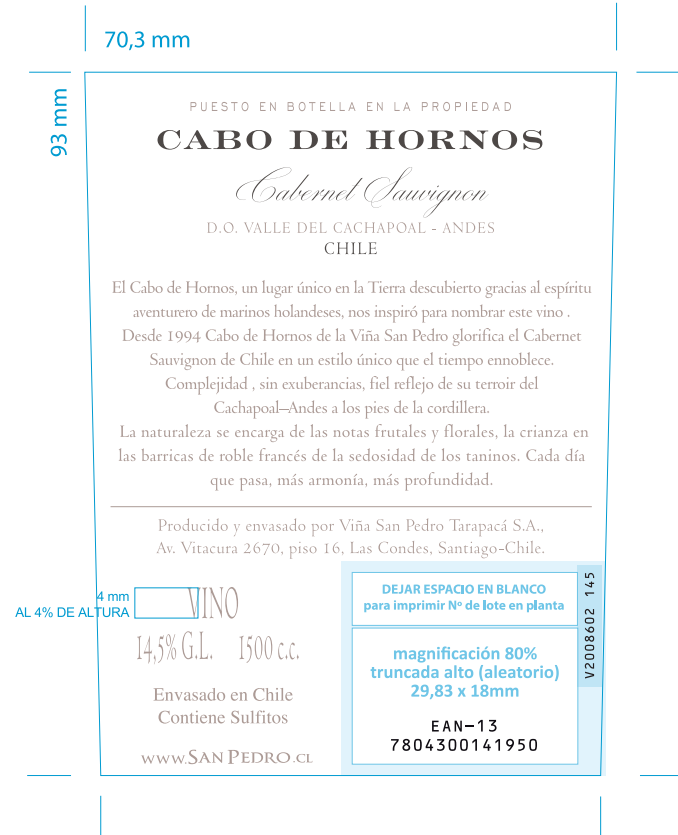 70,3 mm
93 mm
PUESTO EN BOTELLA EN LA PROPIEDAD
CABO DE HORNOS
Cabernet Sauvignon
D.O. VALLE DEL CACHAPOAL - ANDES
CHILE
El Cabo de Hornos, un lugar único en la Tierra descubierto gracias al espíritu
aventurero de marinos holandeses, nos inspiró para nombrar este vino .
Desde 1994 Cabo de Hornos de la Viña San Pedro glorifica el Cabernet
Sauvignon de Chile en un estilo único que el tiempo ennoblece.
Complejidad , sin exuberancias, fiel reflejo de su terroir del
Cachapoal–Andes a los pies de la cordillera.
La naturaleza se encarga de las notas frutales y florales, la crianza en
las barricas de roble francés de la sedosidad de los taninos. Cada día
que pasa, más armonía, más profundidad.
Producido y envasado por Viña San Pedro Tarapacá S.A.,
Av. Vitacura 2670, piso 16, Las Condes, Santiago-Chile.
4 mm
AL 4% DE ALTURA
VINO
14,5% G.L. 1500 c.c.
Envasado en Chile
Contiene Sulfitos
WWW.SAN PEDRO.CL
DEJAR ESPACIO EN BLANCO
para imprimir Nº de lote en planta
magnificación 80%
truncada alto (aleatorio)
29,83 x 18mm
EAN-13
7804300141950
V2008602 145